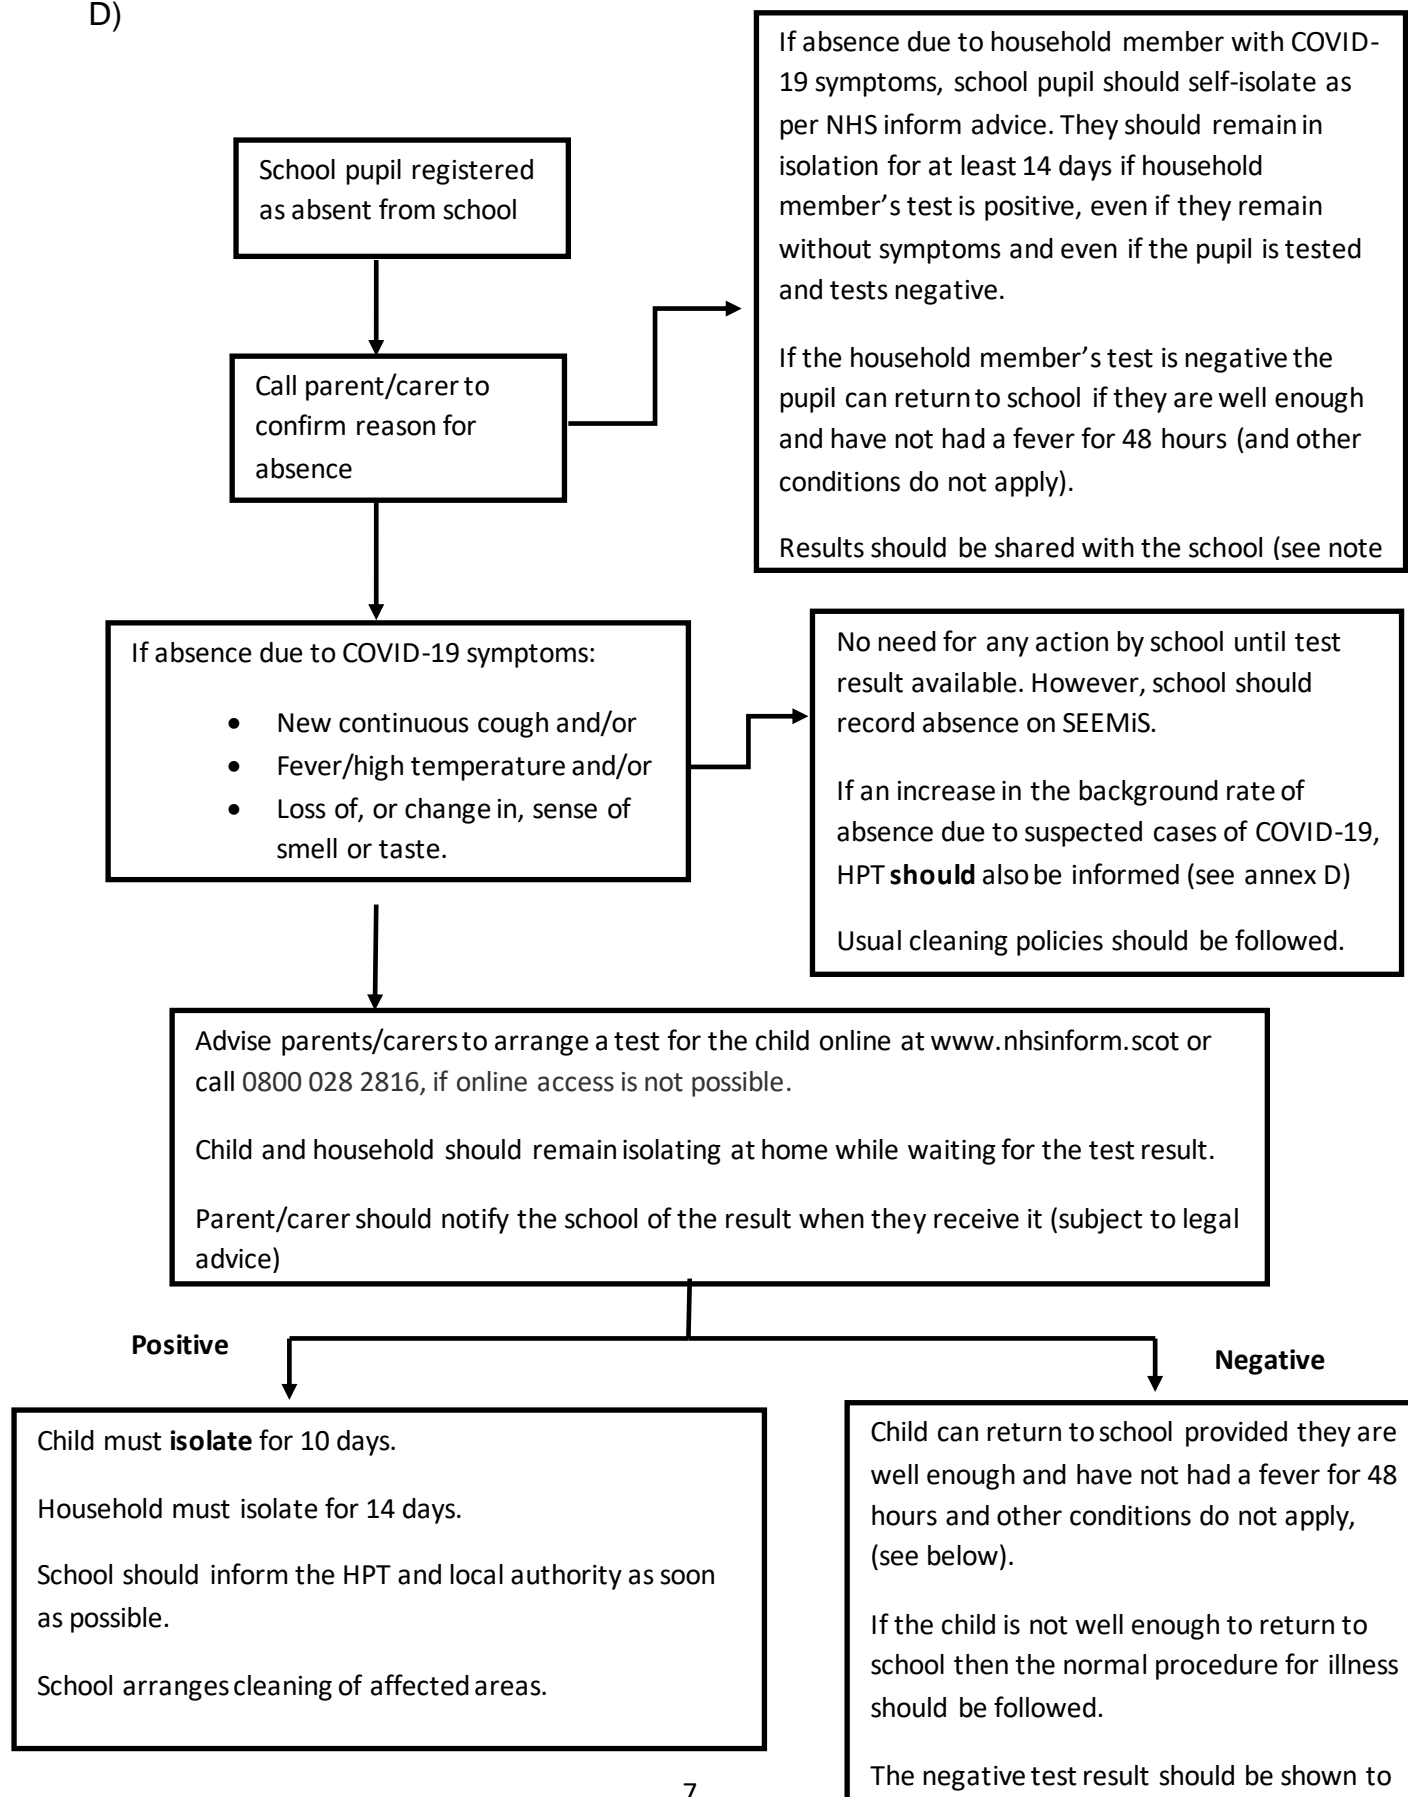 D)
If absence due to household member with COVID-
19 symptoms, school pupil should self-isolate as
per NHS inform advice. They should remain in
isolation for at least 14 days if household
member’s test is positive, even if they remain
without symptoms and even if the pupil is tested
and tests negative.
If the household member’s test is negative the
pupil can return to school if they are well enough
and have not had a fever for 48 hours (and other
conditions do not apply).
Results should be shared with the school (see note
School pupil registered
as absent from school
Call parent/carer to
confirm reason for
absence
If absence due to COVID-19 symptoms:
• New continuous cough and/or
• Fever/high temperature and/or
• Loss of, or change in, sense of
smell or taste.
No need for any action by school until test
result available. However, school should
record absence on SEEMiS.
If an increase in the background rate of
absence due to suspected cases of COVID-19,
HPT should also be informed (see annex D)
Usual cleaning policies should be followed.
Advise parents/carers to arrange a test for the child online at www.nhsinform.scot or
call 0800 028 2816, if online access is not possible.
Child and household should remain isolating at home while waiting for the test result.
Parent/carer should notify the school of the result when they receive it (subject to legal
advice)
Positive
Negative
Child must isolate for 10 days.
Household must isolate for 14 days.
School should inform the HPT and local authority as soon
as possible.
School arranges cleaning of affected areas.
Child can return to school provided they are
well enough and have not had a fever for 48
hours and other conditions do not apply,
(see below).
If the child is not well enough to return to
school then the normal procedure for illness
should be followed.
The negative test result should be shown to
7